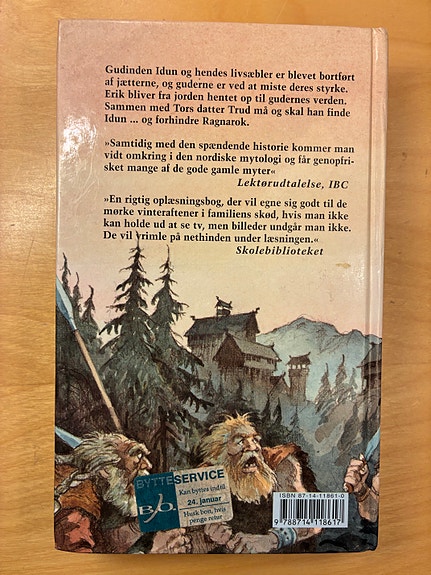 Gudinden Idun og hendes livsæbler er blevet bortført
af jætterne, og guderne er ved at miste deres styrke.
Erik bliver fra jorden hentet op til gudernes verden.
Sammen med Tors datter Trud må og skal han finde
Idun ... og forhindre Ragnarok.
»Samtidig med den spændende historie kommer man
vidt omkring i den nordiske mytologi og får genopfri-
sket mange af de gode gamle myter«
Lektørudtalelse, IBC
»En rigtig oplæsningsbog, der vil egne sig godt til de
mørke vinteraftener i familiens skød, hvis man ikke
kan holde ud at se tv, men billeder undgår man ikke.
De vil vrimle på nethinden under læsningen.«
Skolebiblioteket
BYTTESERVICE
Kan byttes indtil
24. januar
Husk bon, hvis
penge retur
ISBN 87-14-11861-0
9 788714 118617